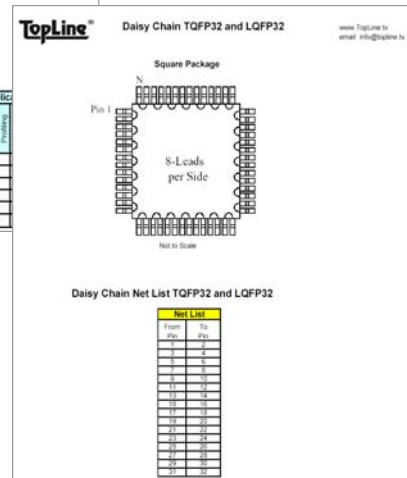 TopLine®
Daisy Chain TQFP32 and LQFP32
www.TopLine.tv
email info@topline.tv
Square Package
N
Pin 1
8-Leads
per Side
Not to Scale
Profiling
Daisy Chain Net List TQFP32 and LQFP32
Net List
From To
Pin Pin
1 2
3 4
5 6
7 8
9 10
11 12
13 14
15 16
17 18
19 20
21 22
23 24
25 26
27 28
29 30
31 32